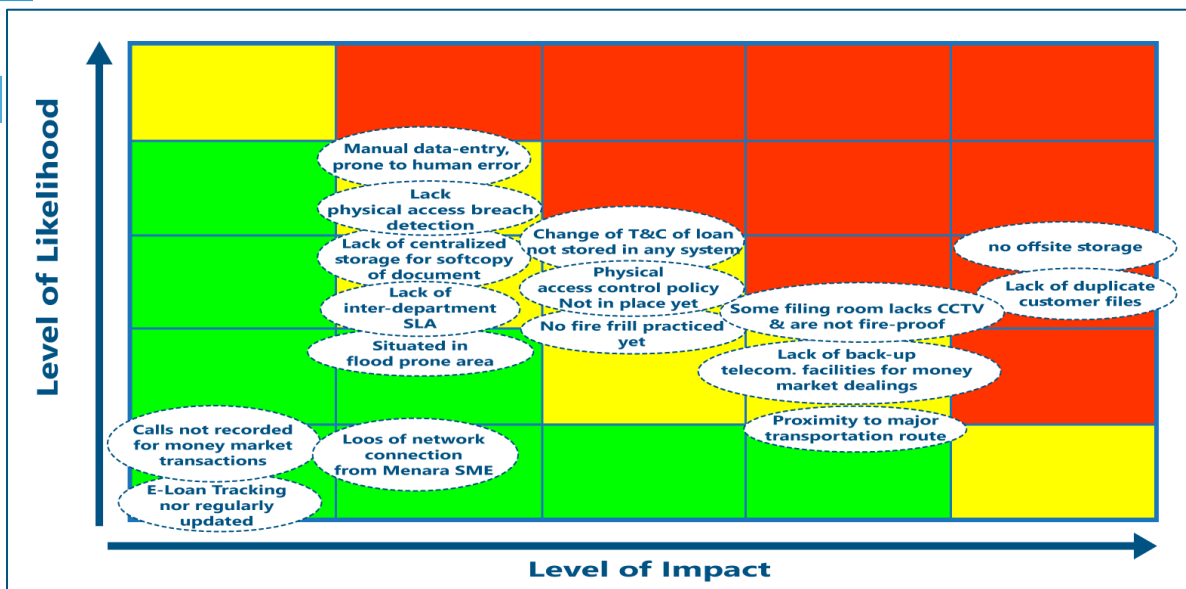 Level of Likelihood
Manual data-entry,
prone to human error
Lack
physical access breach
detection
Lack of centralized
storage for softcopy
of document
Lack of
inter-department
SLA
Situated in
flood prone area
Change of T&C of loan
not stored in any system
Physical
access control policy
Not in place yet
No fire frill practiced
yet
no offsite storage
Lack of duplicate
customer files
Some filing room lacks CCTV
& are not fire-proof
Lack of back-up
telecom. facilities for money
market dealings
Proximity to major
transportation route
Calls not recorded
for money market
transactions
E-Loan Tracking
nor regularly
updated
Loos of network
connection
from Menara SME
Level of Impact